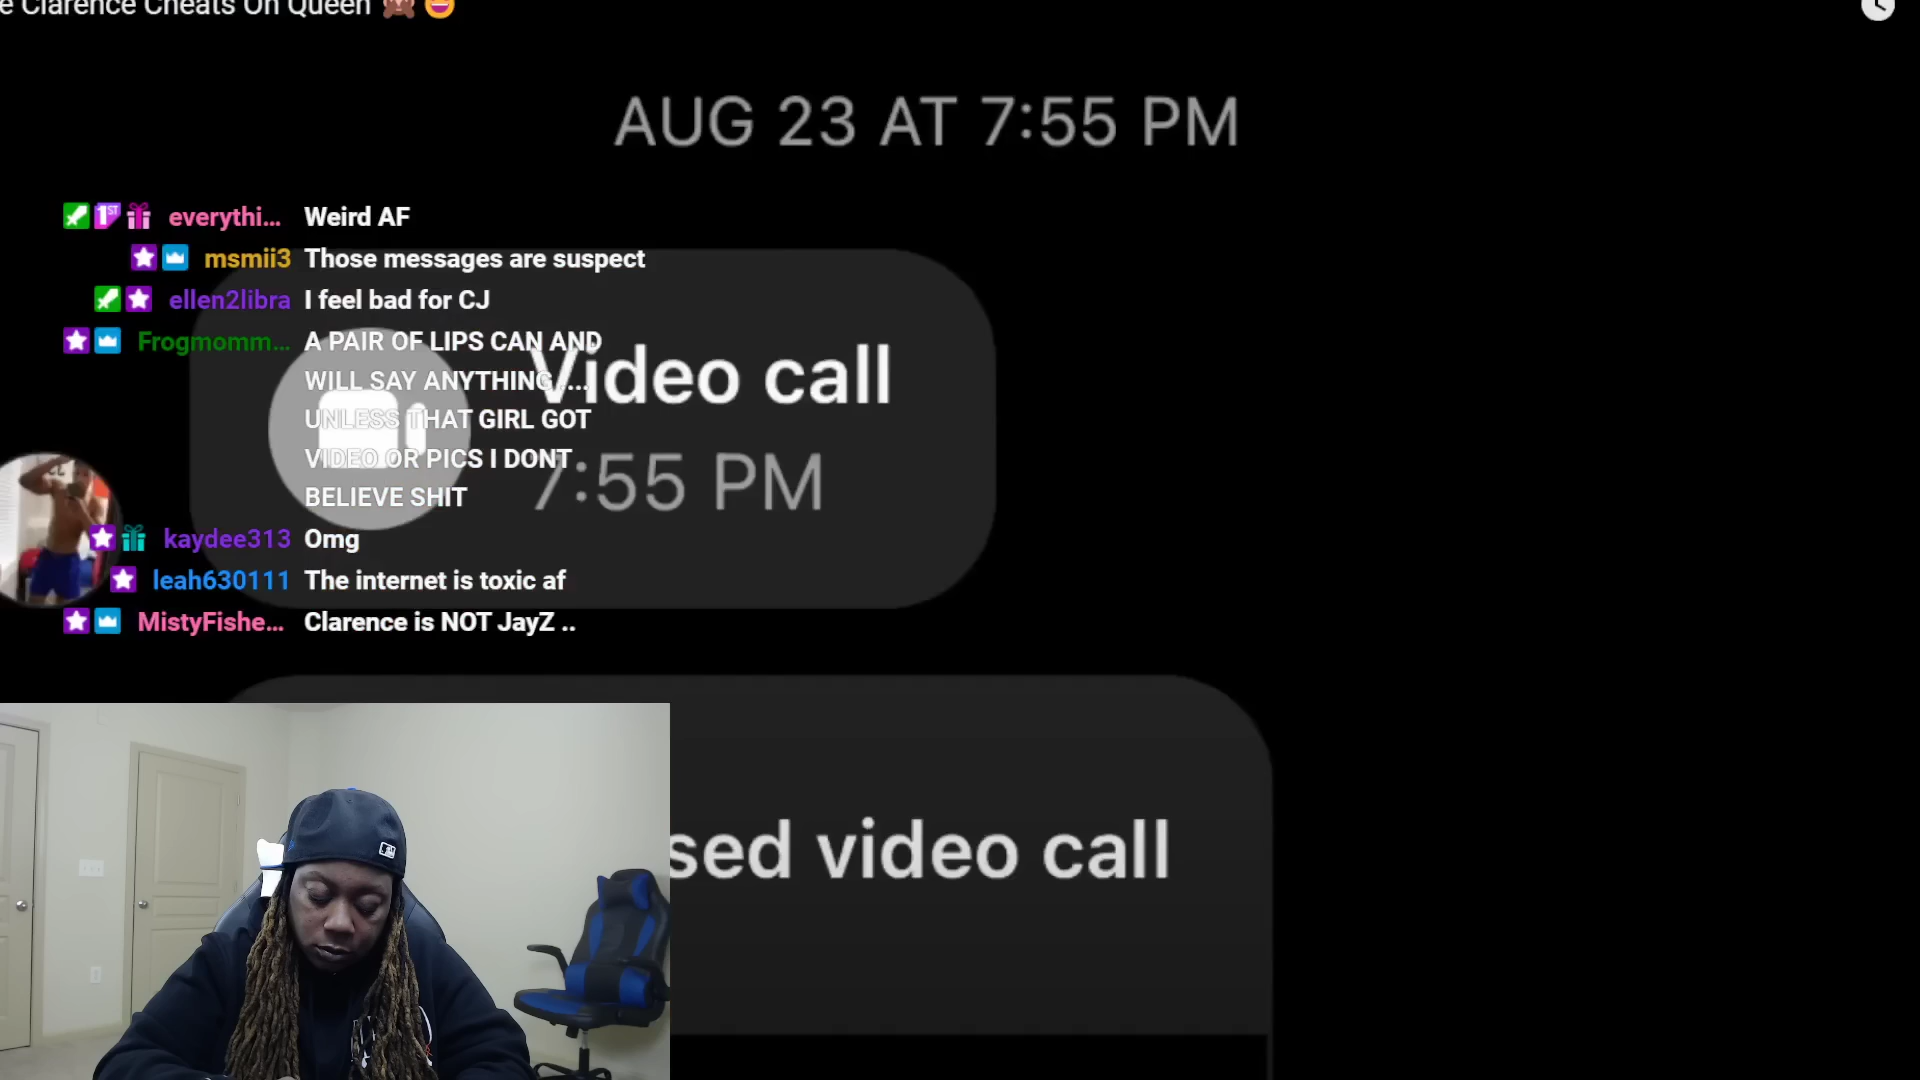 e Clarence Cheats On Queen 🙈 😆
AUG 23 AT 7:55 PM
everythi... Weird AF
msmii3 Those messages are suspect
ellen2libra I feel bad for CJ
Frogmomm... A PAIR OF LIPS CAN AND
WILL SAY ANYTHING.....
UNLESS THAT GIRL GOT
VIDEO OR PICS I DONT
BELIEVE SHIT
Video call
7:55 PM
kaydee313 Omg
leah630111 The internet is toxic af
MistyFishe... Clarence is NOT JayZ ..
sed video call